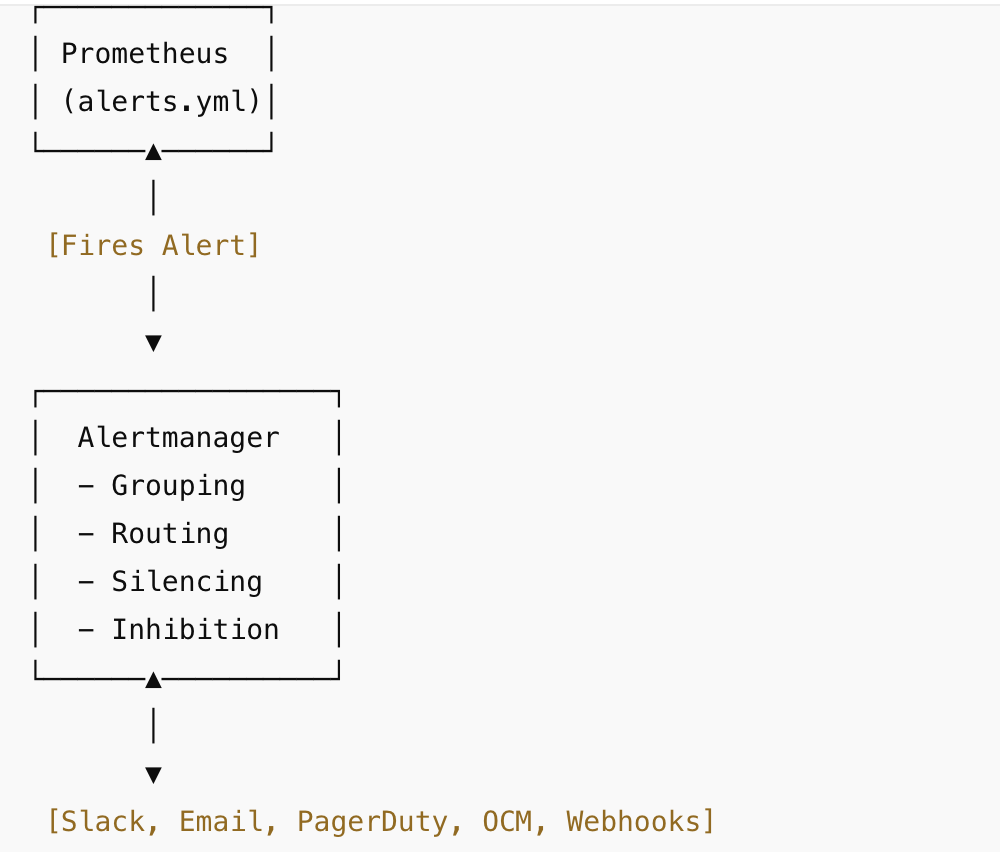 Prometheus
(alerts.yml)
[Fires Alert]
Alertmanager
- Grouping
- Routing
- Silencing
- Inhibition
[Slack, Email, PagerDuty, OCM, Webhooks]